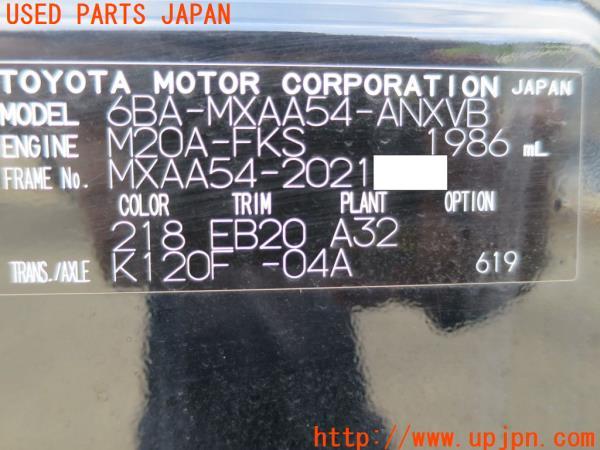 USED PARTS JAPAN
TOYOTA MOTOR CORPORATION JAPAN
MODEL 6BA-MXAA54-ANXVB
ENGINE M20A-FKS 1986 mL
FRAME No. MXAA54-2021
COLOR TRIM PLANT OPTION
218 EB20 A32
TRANS./AXLE K120F -04A 619
Copyright(c)
http://www.upjpn.com/